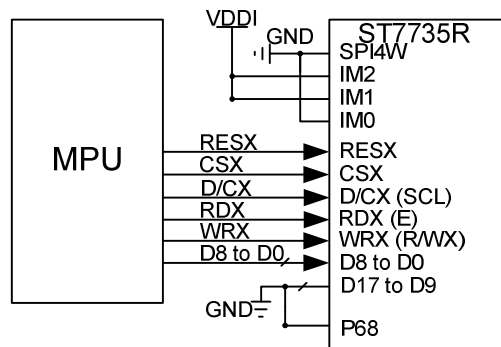 VDDI
ST7735R
GND
SPI4W
IM2
IM1
IM0
MPU
RESX
RESX
CSX
CSX
D/CX
D/CX (SCL)
RDX
RDX (E)
WRX
WRX (R/WX)
D8 to D0
D8 to D0
D17 to D9
GND
P68